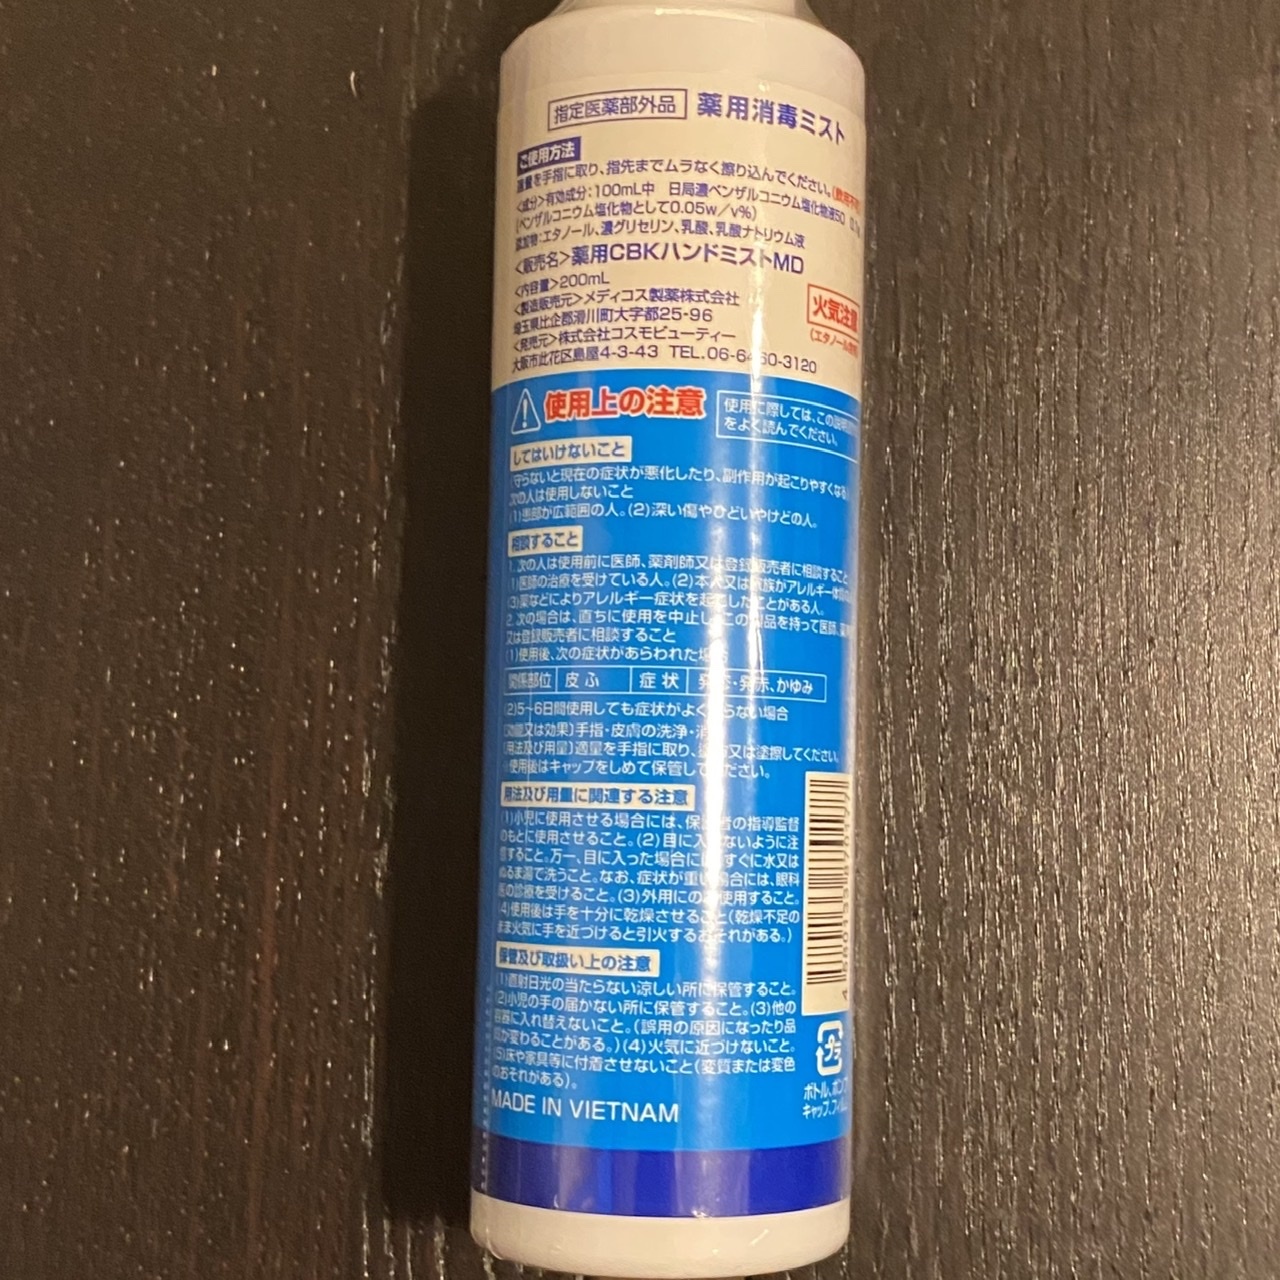 指定医薬部外品 薬用消毒ミスト
ご使用方法
適量を手指に取り、指先までムラなく擦り込んでください。
<成分>有効成分:100mL中 日局濃ベンザルコニウム塩化物液50
(ベンザルコニウム塩化物として0.05w/v%)
添加物:エタノール、濃グリセリン、乳酸、乳酸ナトリウム液
<販売名>薬用CBKハンドミストMD
<内容量>200mL
<製造販売元>メディコス製薬株式会社
埼玉県比企郡滑川町大字都25-96
<発売元>株式会社コスモビューティー
大阪市此花区島屋4-3-43 TEL.06-6460-3120
火気注意
使用上の注意
使用に際しては、この説明
をよく読んでください。
してはいけないこと
守らないと現在の症状が悪化したり、副作用が起こりやすくなる
次の人は使用しないこと
(1)患部が広範囲の人。(2)深い傷やひどいやけどの人。
相談すること
1. 次の人は使用前に医師、薬剤師又は登録販売者に相談すること
(1)医師の治療を受けている人。(2)本人又は家族がアレルギー体
(3)薬などによりアレルギー症状を起こしたことがある人。
2. 次の場合は、直ちに使用を中止し、この製品を持って医師、
又は登録販売者に相談すること
(1)使用後、次の症状があらわれた場合
関係部位 皮ふ 症状 発疹・発赤、かゆみ
(2)5~6日間使用しても症状がよくならない場合
効能又は効果)手指・皮膚の洗浄・消
(用法及び用量)適量を手指に取り、 又は塗擦してください。
使用後はキャップをしめて保管してください。
用法及び用量に関連する注意
(1)小児に使用させる場合には、保護者の指導監督
のもとに使用させること。(2)目に入らないように注
意すること。万一、目に入った場合には、すぐに水又は
ぬるま湯で洗うこと。なお、症状が重い場合には、眼科
医の診療を受けること。(3)外用にのみ使用すること。
(4)使用後は手を十分に乾燥させること(乾燥不足の
まま火気に手を近づけると引火するおそれがある。)
保管及び取扱い上の注意
(1)直射日光の当たらない涼しい所に保管すること。
(2)小児の手の届かない所に保管すること。(3)他の
容器に入れ替えないこと。(誤用の原因になったり品
質が変わることがある。)(4)火気に近づけないこと。
(5)床や家具等に付着させないこと(変質または変色
のおそれがある)。
MADE IN VIETNAM
プラ
ボトル、ポンプ
キャップ、フィルム